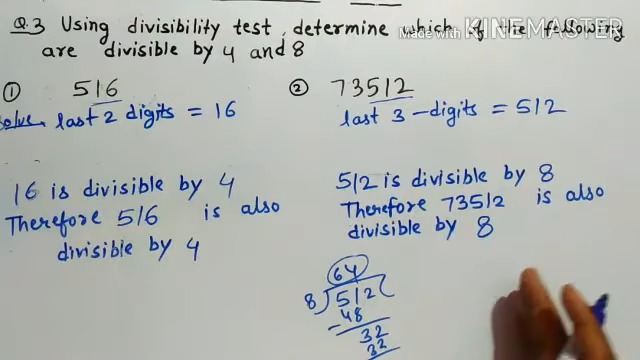 Q.3 Using divisibility test, determine which of the following
are divisible by 4 and 8
Made with KINEMASTER
① 516
Solve. last 2 digits = 16
16 is divisible by 4
Therefore 516 is also
divisible by 4
② 73512
last 3 - digits = 512
512 is divisible by 8
Therefore 73512 is also
divisible by 8
64
8) 512 (
- 48
32
32